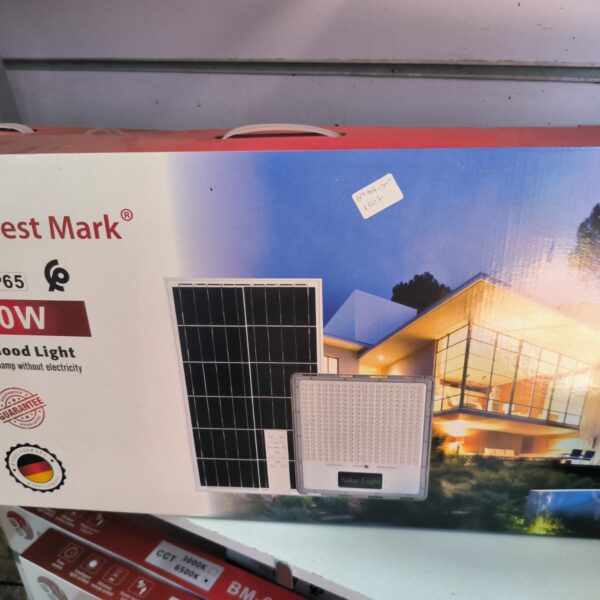 est Mark®
P65
0W
ood Light
amp without electricity
GUARANTEE
Solar Light
CCT
3000K
6500K
BM-